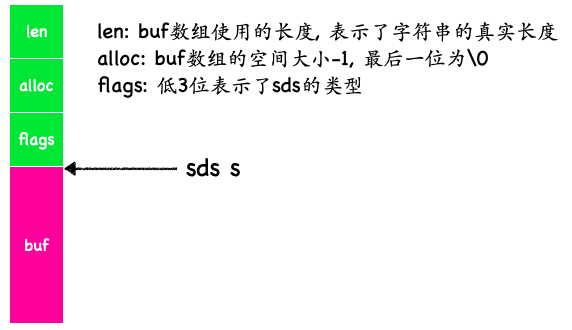 len
len: buf数组使用的长度, 表示了字符串的真实长度
alloc: buf数组的空间大小-1, 最后一位为\0
alloc
flags: 低3位表示了sds的类型
flags
sds s
buf